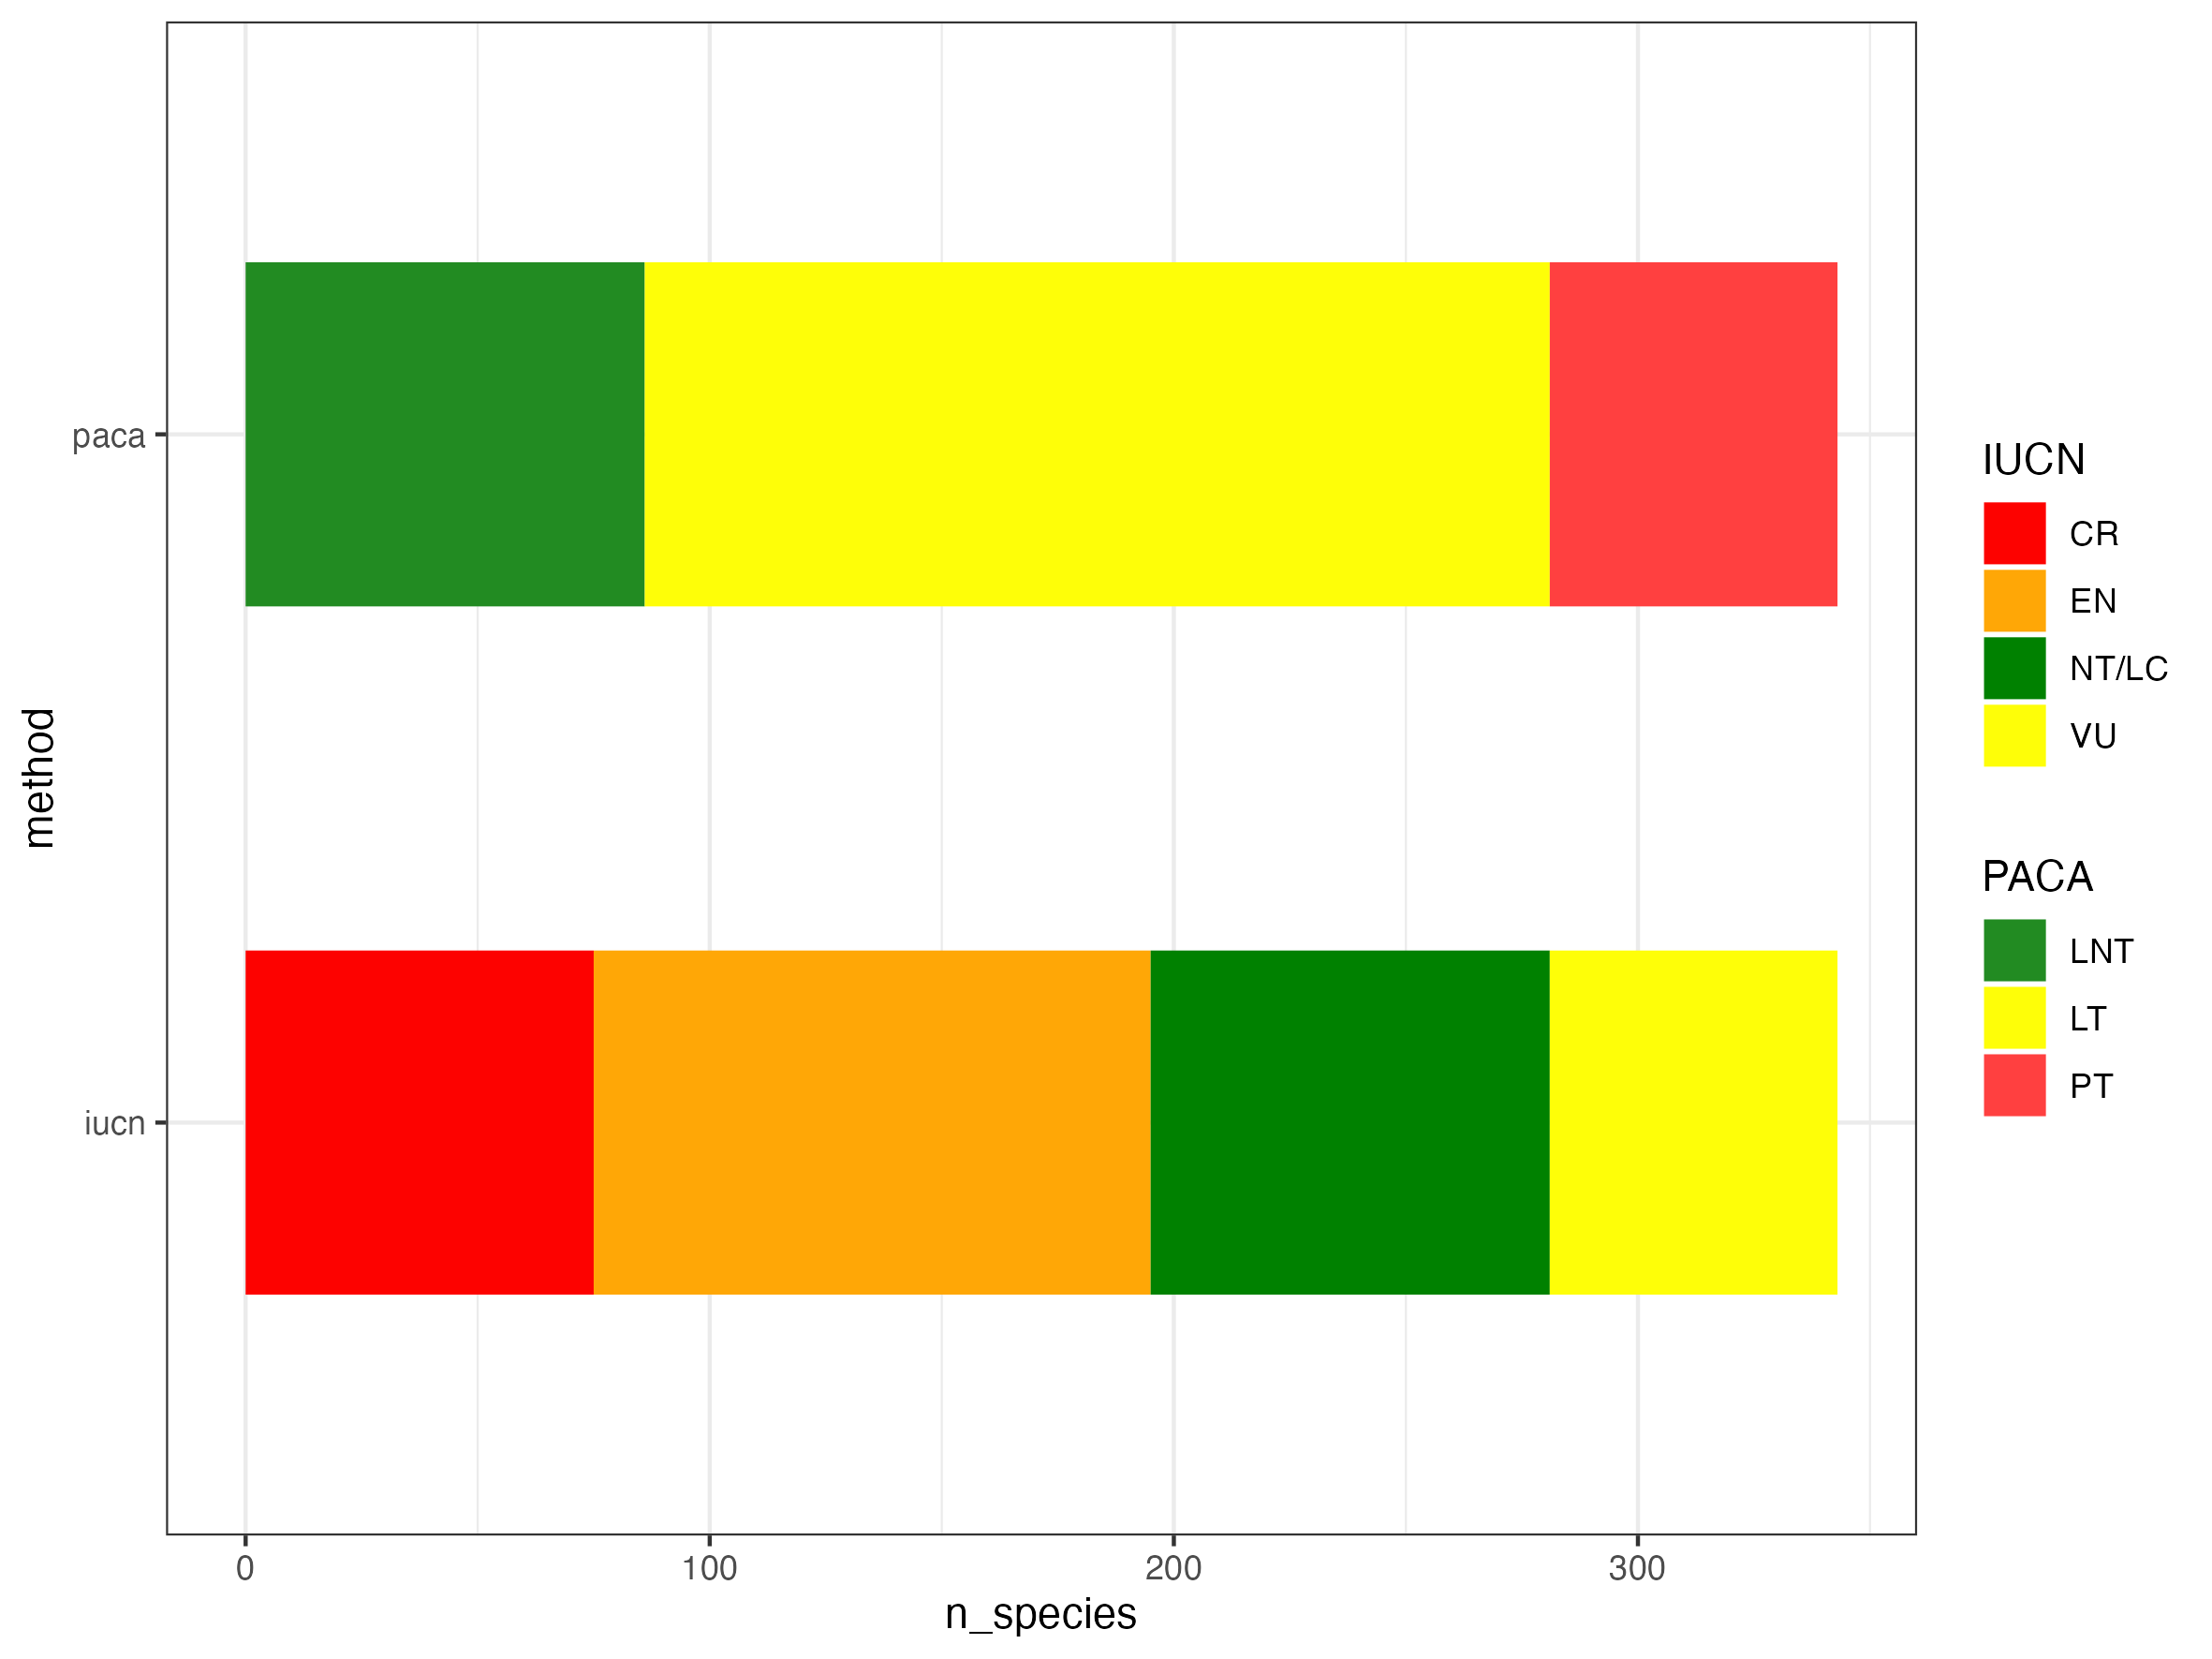 method
paca
iucn
0 100 200 300
n_species
IUCN
CR
EN
NT/LC
VU
PACA
LNT
LT
PT